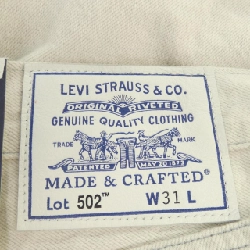 LEVI STRAUSS & CO.
ORIGINAL RIVETED
GENUINE QUALITY CLOTHING
TRADE MARK
PATENTED MAY 20 1873
MADE & CRAFTED®
Lot 502™ W31 L